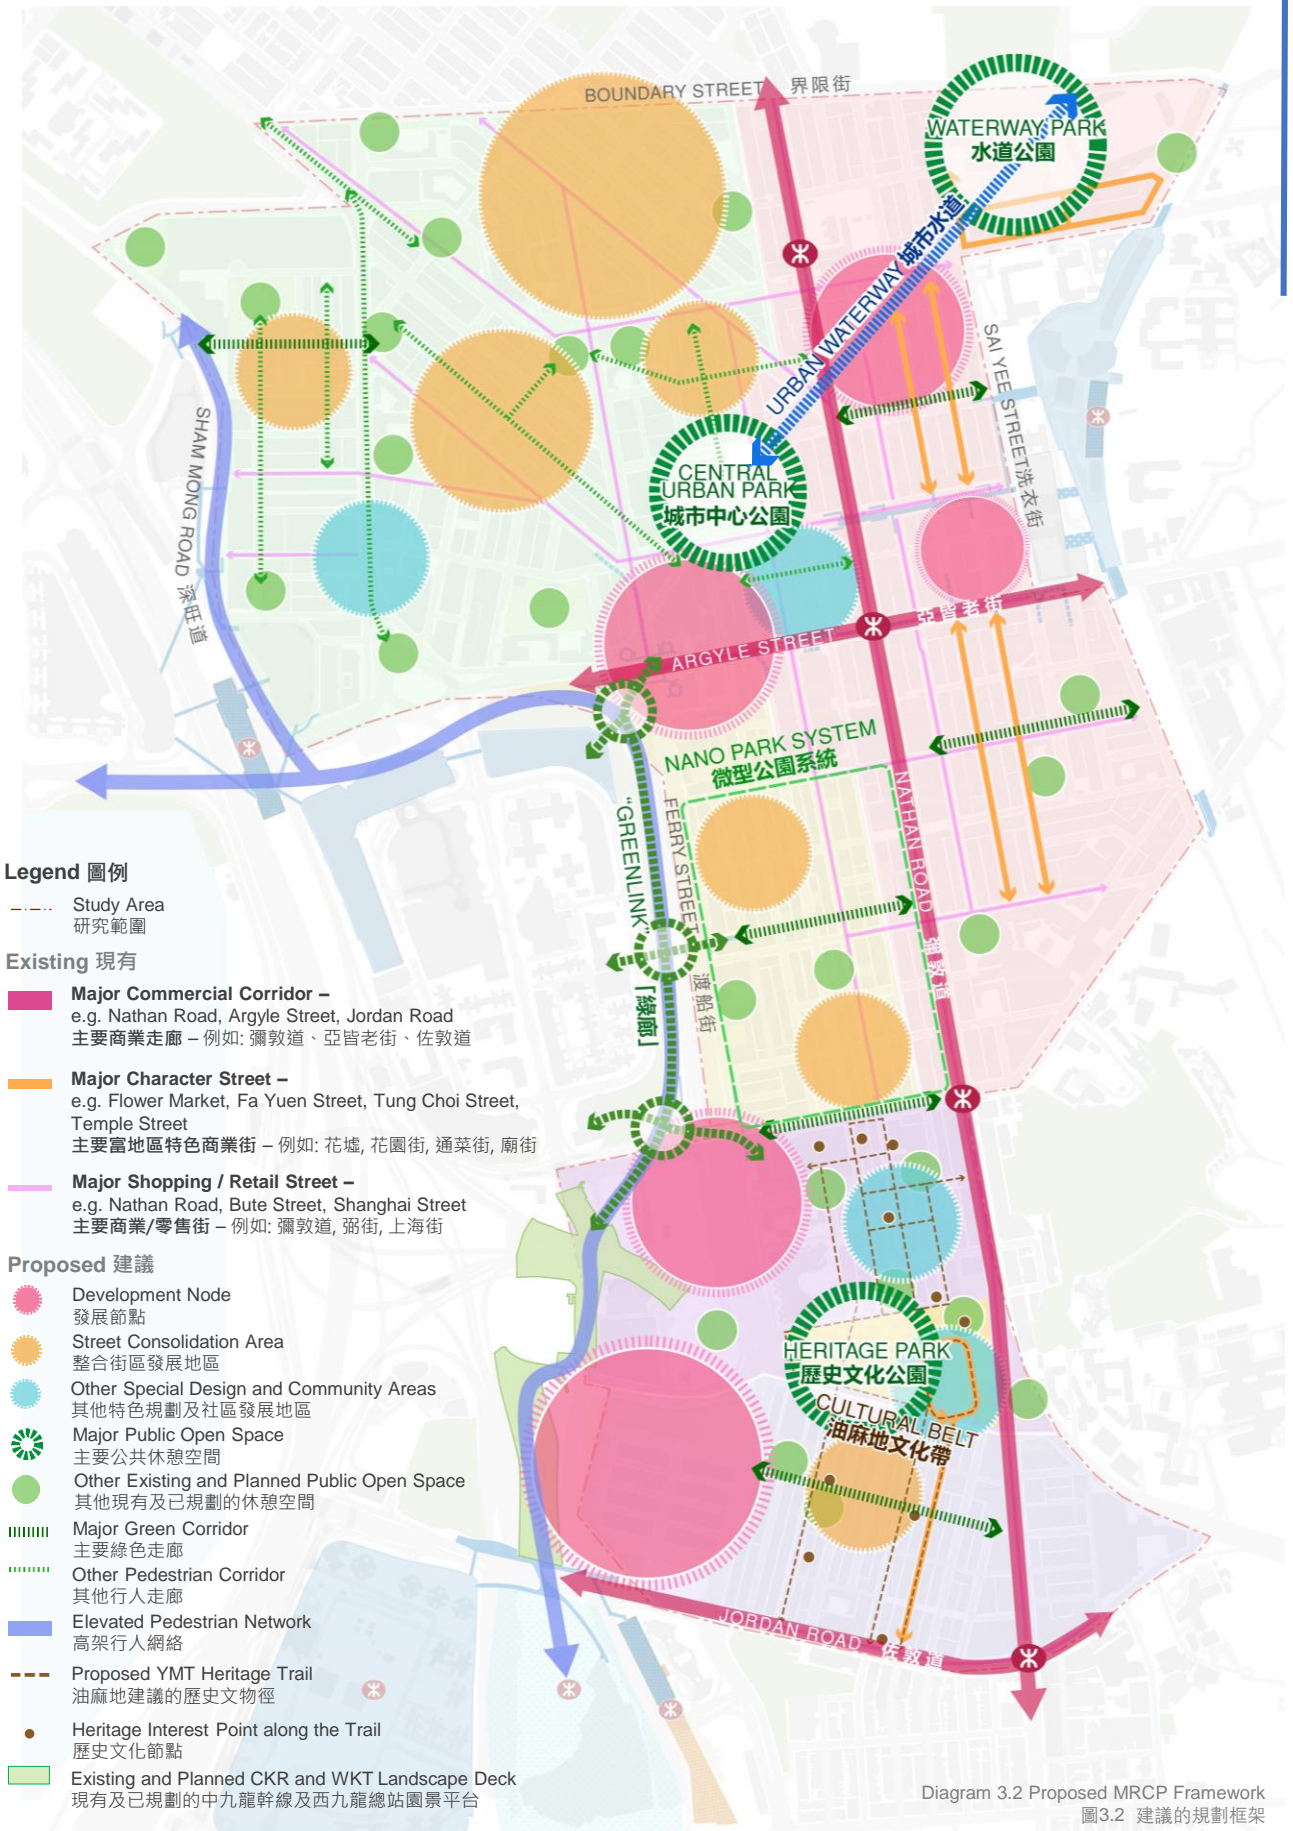 BOUNDARY STREET 界限街
WATERWAY PARK
水道公園
URBAN WATERWAY 城市水道
SAI YEE STREET 洗衣街
SHAM MONG ROAD 深旺道
CENTRAL
URBAN PARK
城市中心公園
ARGYLE STREET 亞皆老街
NANO PARK SYSTEM
微型公園系統
NATHAN ROAD 彌敦道
"GREENLINK"
「綠廊」
FERRY STREET
渡船街
HERITAGE PARK
歷史文化公園
CULTURAL BELT
油麻地文化帶
JORDAN ROAD 佐敦道
Legend 圖例
Study Area
研究範圍
Existing 現有
Major Commercial Corridor –
e.g. Nathan Road, Argyle Street, Jordan Road
主要商業走廊 – 例如: 彌敦道、亞皆老街、佐敦道
Major Character Street –
e.g. Flower Market, Fa Yuen Street, Tung Choi Street,
Temple Street
主要富地區特色商業街 – 例如: 花墟, 花園街, 通菜街, 廟街
Major Shopping / Retail Street –
e.g. Nathan Road, Bute Street, Shanghai Street
主要商業/零售街 – 例如: 彌敦道, 弼街, 上海街
Proposed 建議
Development Node
發展節點
Street Consolidation Area
整合街區發展地區
Other Special Design and Community Areas
其他特色規劃及社區發展地區
Major Public Open Space
主要公共休憩空間
Other Existing and Planned Public Open Space
其他現有及已規劃的休憩空間
Major Green Corridor
主要綠色走廊
Other Pedestrian Corridor
其他行人走廊
Elevated Pedestrian Network
高架行人網絡
Proposed YMT Heritage Trail
油麻地建議的歷史文物徑
Heritage Interest Point along the Trail
歷史文化節點
Existing and Planned CKR and WKT Landscape Deck
現有及已規劃的中九龍幹線及西九龍總站園景平台
Diagram 3.2 Proposed MRCP Framework
圖3.2 建議的規劃框架